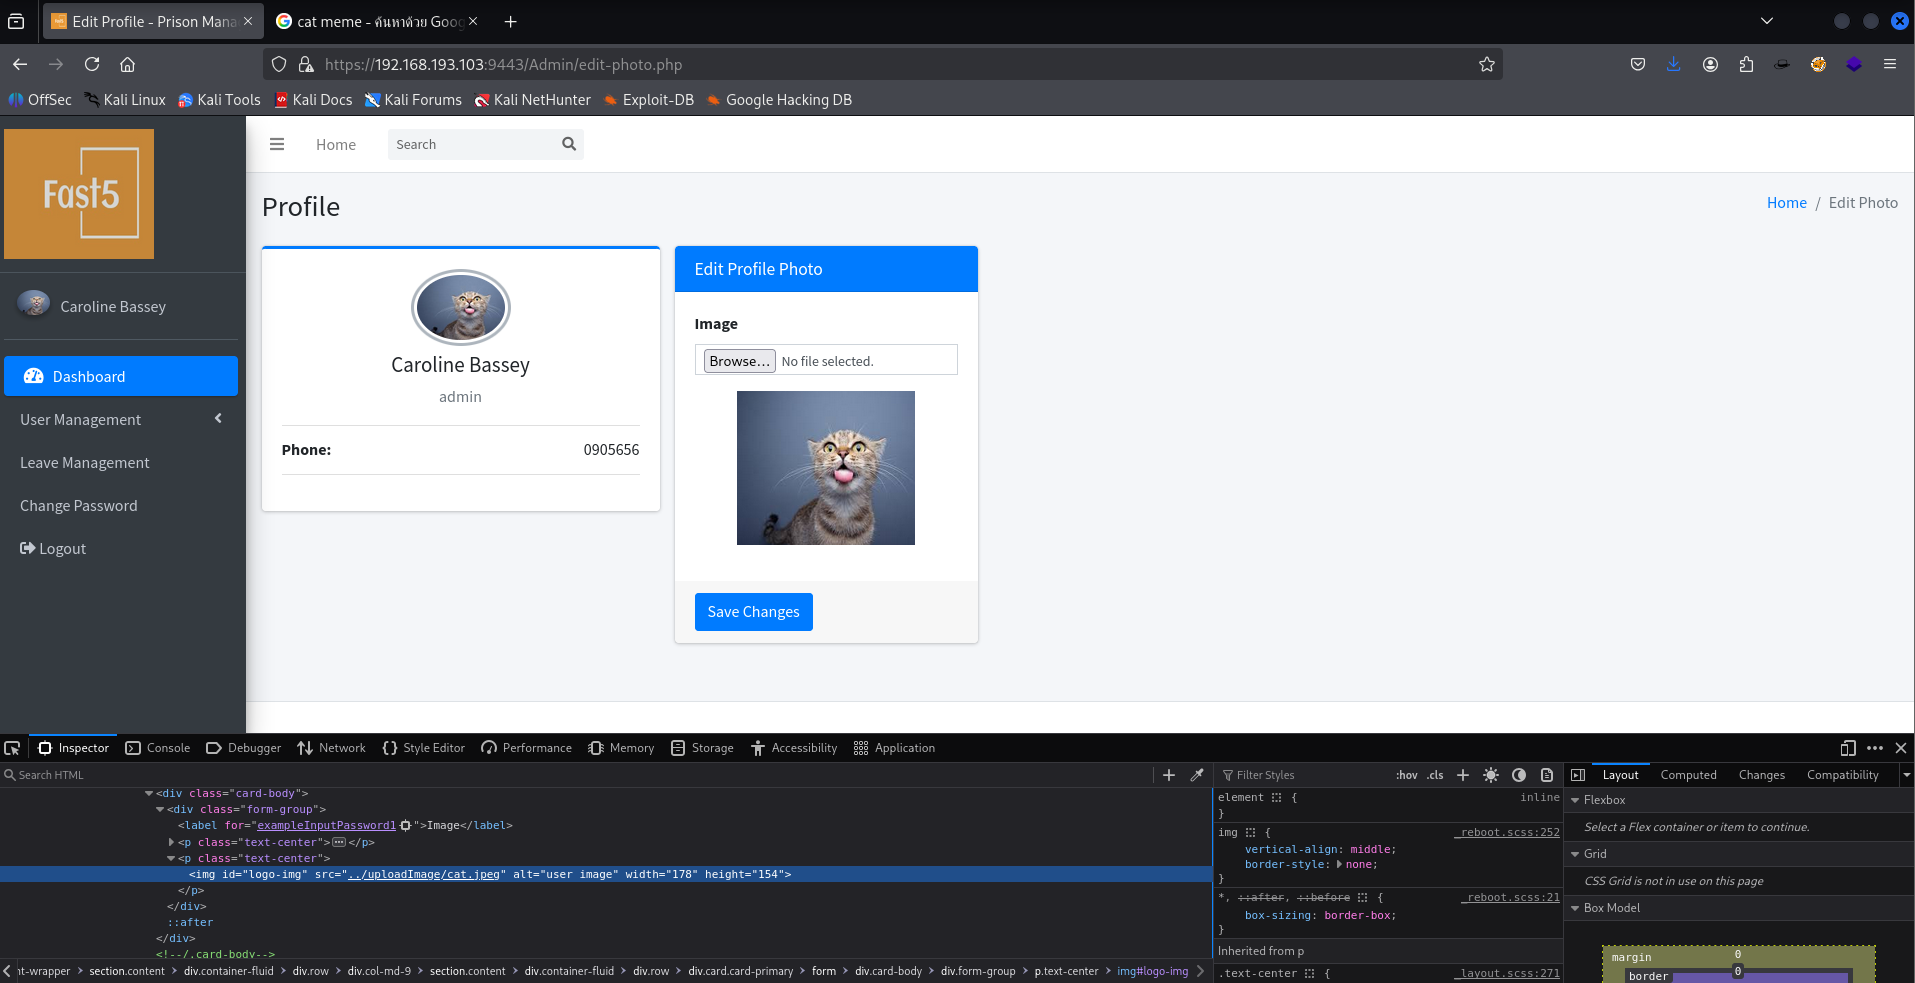 Edit Profile - Prison Mana
cat meme - ค้นหาด้วย Goog
https://192.168.193.103:9443/Admin/edit-photo.php
OffSec Kali Linux Kali Tools Kali Docs Kali Forums Kali NetHunter Exploit-DB Google Hacking DB
Fast5
Caroline Bassey
Dashboard
User Management
Leave Management
Change Password
Logout
Home
Search
Profile
Home / Edit Photo
Caroline Bassey
admin
Phone: 0905656
Edit Profile Photo
Image
Browse... No file selected.
Save Changes
Inspector Console Debugger Network Style Editor Performance Memory Storage Accessibility Application
Search HTML
<div class="card-body">
<div class="form-group">
<label for="exampleInputPassword1">Image</label>
<p class="text-center"></p>
<p class="text-center">
<img id="logo-img" src="../uploadImage/cat.jpeg" alt="user image" width="178" height="154">
</p>
</div>
::after
</div>
<!--/.card-body-->
nt-wrapper section.content div.container-fluid div.row div.col-md-9 section.content div.container-fluid div.row div.card.card-primary form div.card-body div.form-group p.text-center img#logo-img
Filter Styles :hov .cls
element { inline
}
img { _reboot.scss:252
vertical-align: middle;
border-style: none;
}
*, ::after, ::before { _reboot.scss:21
box-sizing: border-box;
}
Inherited from p
.text-center { _layout.scss:271
Layout Computed Changes Compatibility
Flexbox
Select a Flex container or item to continue.
Grid
CSS Grid is not in use on this page
Box Model
margin 0
border 0